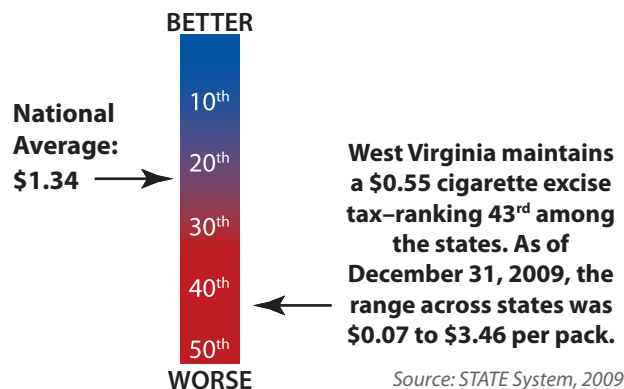 BETTER
10th
National
Average:
$1.34
20th
30th
40th
50th
WORSE
West Virginia maintains
a $0.55 cigarette excise
tax–ranking 43rd among
the states. As of
December 31, 2009, the
range across states was
$0.07 to $3.46 per pack.
Source: STATE System, 2009